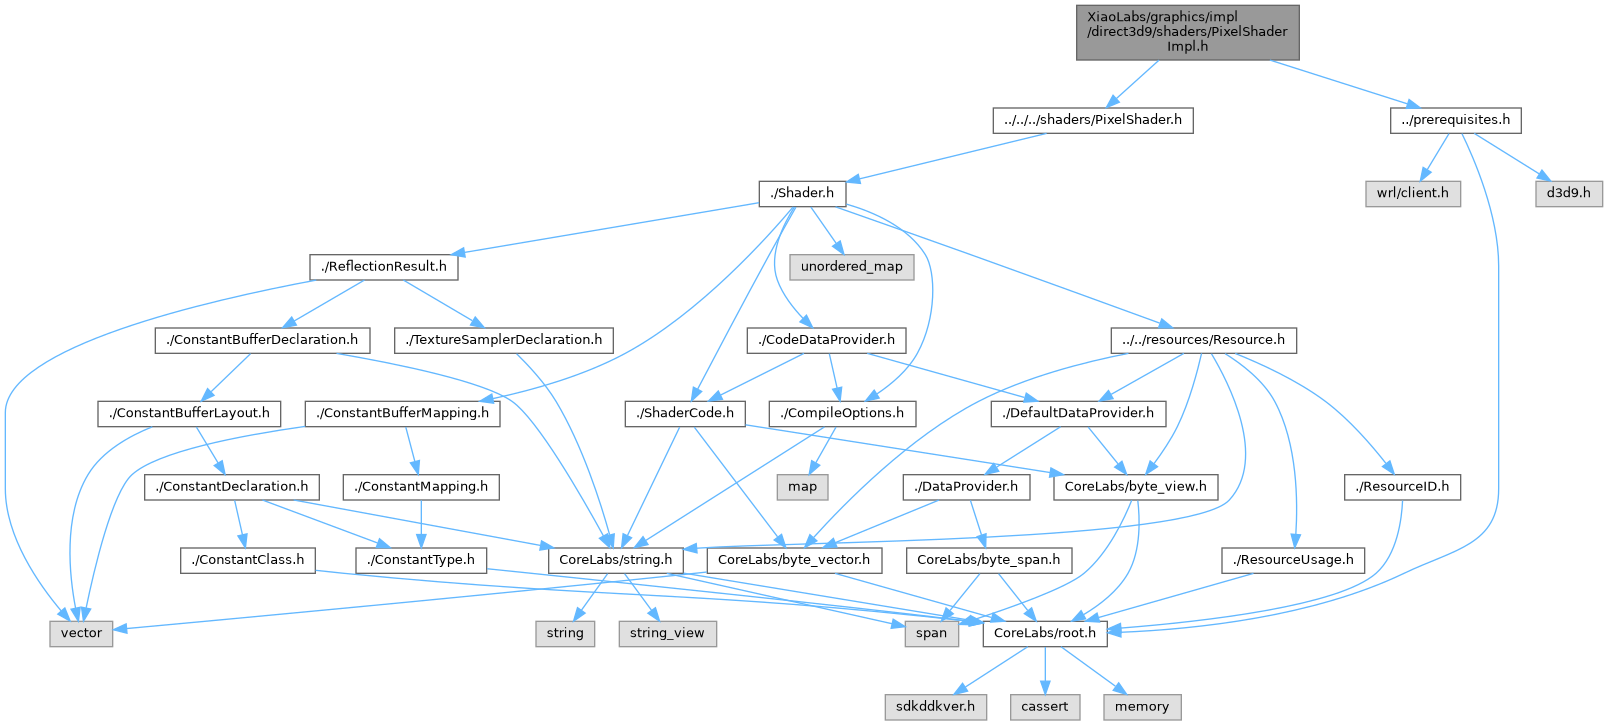 XiaoLabs/graphics/impl
/direct3d9/shaders/PixelShader
Impl.h
../../../shaders/PixelShader.h
../prerequisites.h
./Shader.h
wrl/client.h
d3d9.h
./ReflectionResult.h
unordered_map
./ConstantBufferDeclaration.h
./TextureSamplerDeclaration.h
./CodeDataProvider.h
../../resources/Resource.h
./ConstantBufferLayout.h
./ConstantBufferMapping.h
./ShaderCode.h
./CompileOptions.h
./DefaultDataProvider.h
./ConstantDeclaration.h
./ConstantMapping.h
map
./DataProvider.h
CoreLabs/byte_view.h
./ResourceID.h
./ConstantClass.h
./ConstantType.h
CoreLabs/string.h
CoreLabs/byte_vector.h
CoreLabs/byte_span.h
./ResourceUsage.h
vector
string
string_view
span
CoreLabs/root.h
sdkddkver.h
cassert
memory